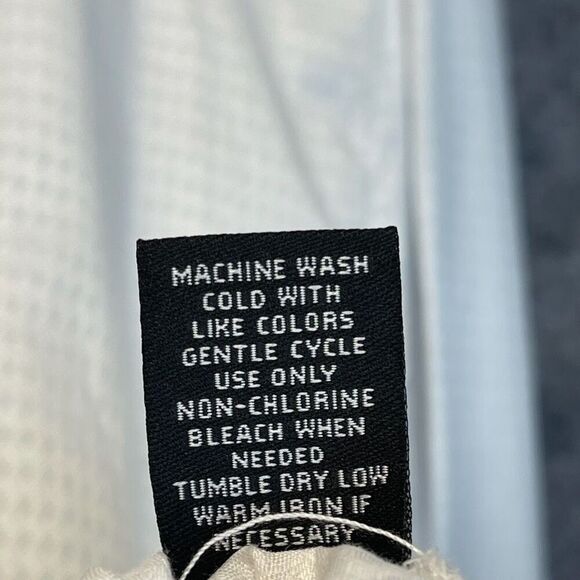 MACHINE WASH
COLD WITH
LIKE COLORS
GENTLE CYCLE
USE ONLY
NON-CHLORINE
BLEACH WHEN
NEEDED
TUMBLE DRY LOW
WARM IRON IF
NECESSARY